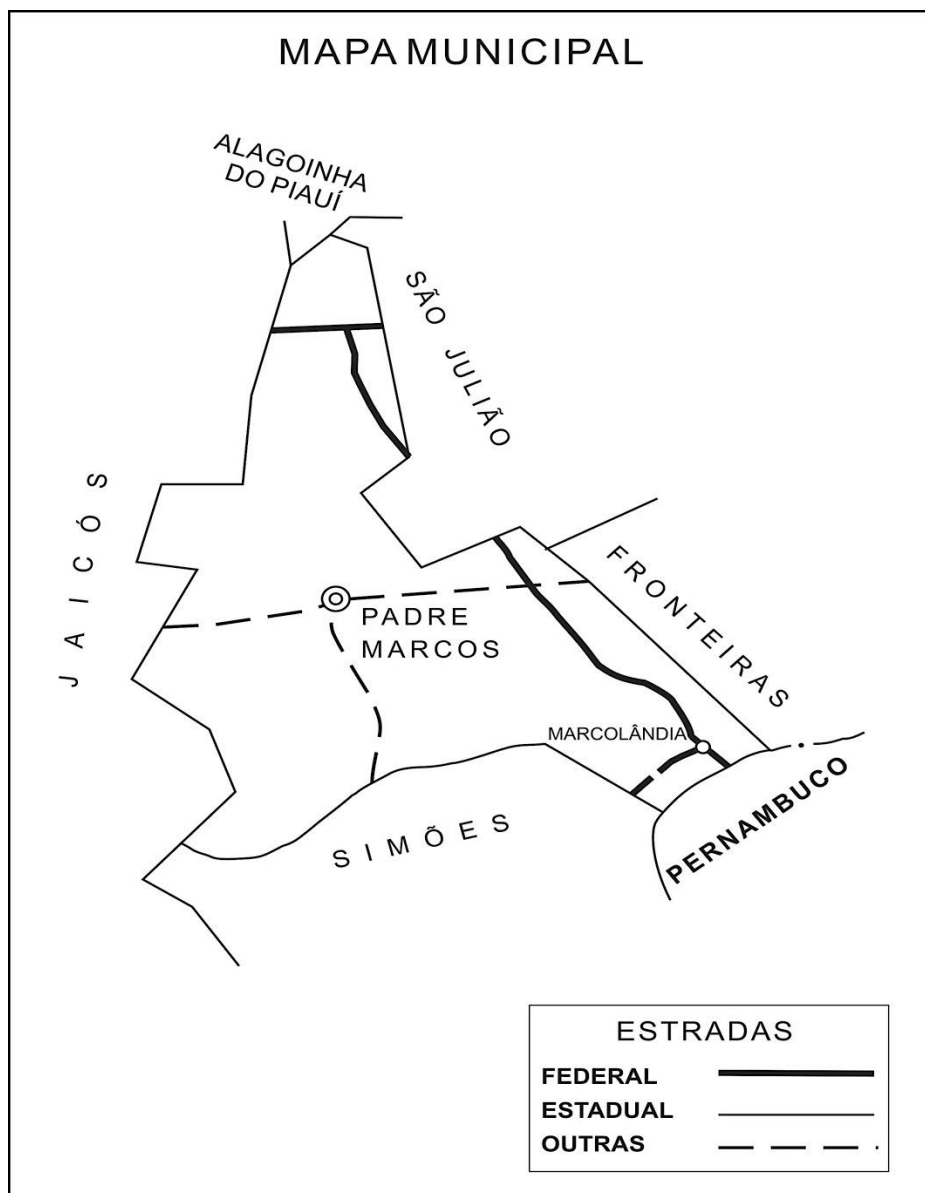 MAPA MUNICIPAL
ALAGOINHA
DO PIAUÍ
SÃO JULIÃO
JAICÓS
FRONTEIRAS
PADRE
MARCOS
MARCOLÂNDIA
PERNAMBUCO
SIMÕES
ESTRADAS
FEDERAL
ESTADUAL
OUTRAS